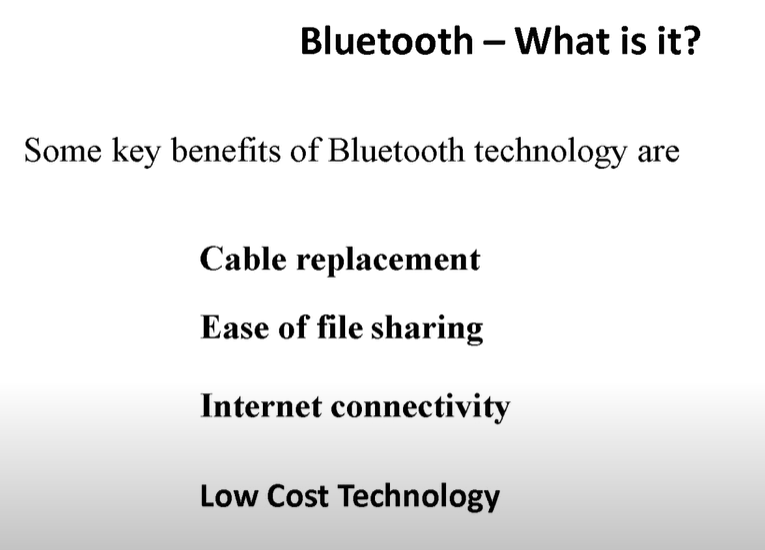 Bluetooth – What is it?
Some key benefits of Bluetooth technology are
Cable replacement
Ease of file sharing
Internet connectivity
Low Cost Technology